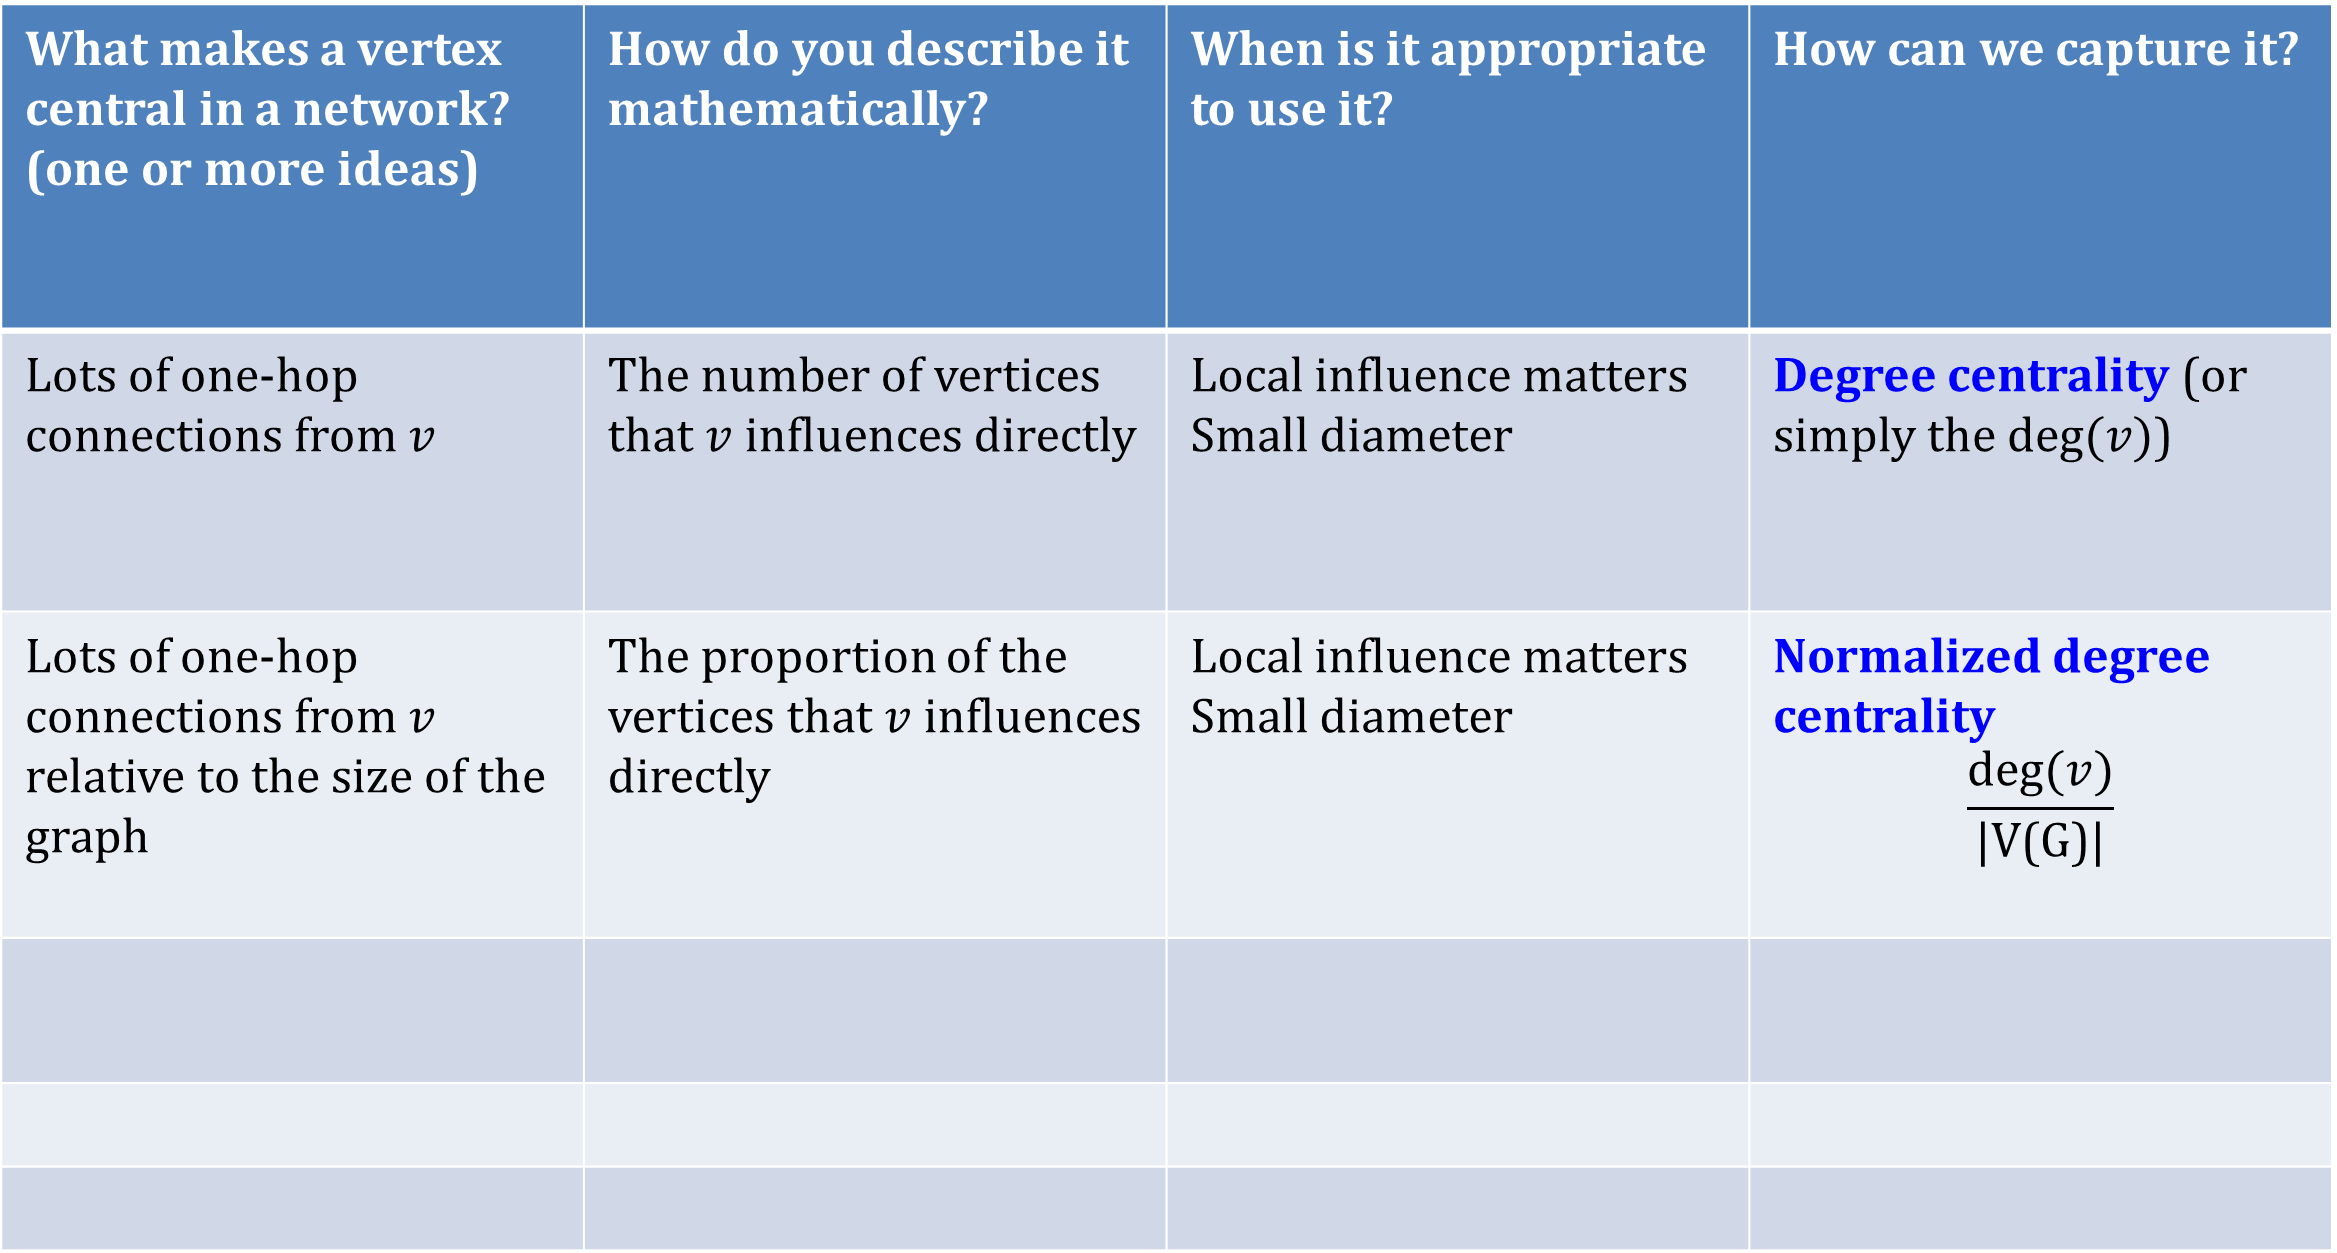 What makes a vertex
central in a network?
(one or more ideas)
How do you describe it
mathematically?
When is it appropriate
to use it?
How can we capture it?
Lots of one-hop
connections from 𝑣
The number of vertices
that 𝑣 influences directly
Local influence matters
Small diameter
Degree centrality (or
simply the deg(𝑣))
Lots of one-hop
connections from 𝑣
relative to the size of the
graph
The proportion of the
vertices that 𝑣 influences
directly
Local influence matters
Small diameter
Normalized degree
centrality
deg(𝑣)
|V(G)|